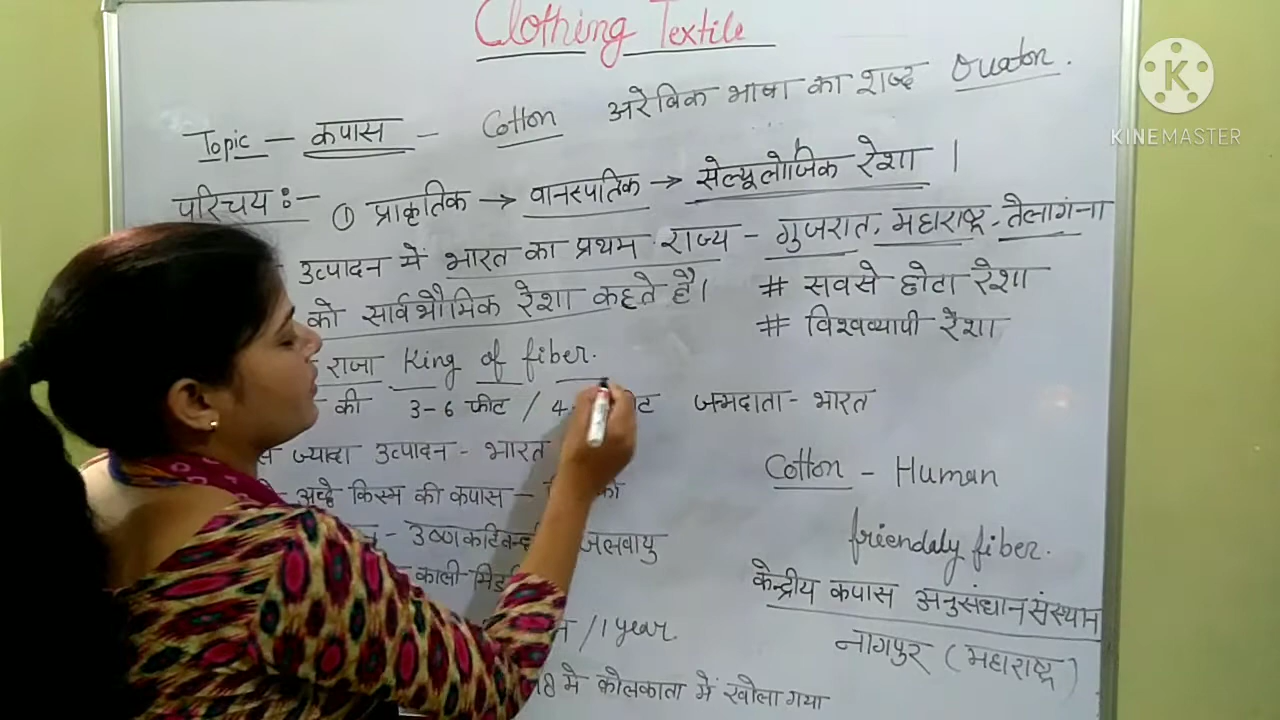 Clothing Textile
Topic - कपास - Cotton अरेविक भाषा का शब्द Quaton.
परिचय :- ① प्राकृतिक → वानस्पतिक → सेल्यूलोजिक रेशा ।
उत्पादन में भारत का प्रथम राज्य - गुजरात, महाराष्ट्र, तेलागंना
को सार्वभौमिक रेशा कहते है। # सबसे छोटा रेशा
# विश्वव्यापी रेशा
राजा King of fiber.
की 3-6 फीट / 4- जन्मदाता - भारत
ज्यादा उत्पादन - भारत
Cotton - Human
अच्छे किस्म की कपास -
friendaly fiber.
- उष्णकटिबन्धी जलवायु
काली मिट्टी
केन्द्रीय कपास अनुसंधान संस्थान
/ 1 year.
नागपुर (महाराष्ट्र)
18 मे कोलकाता में खोला गया
KINEMASTER